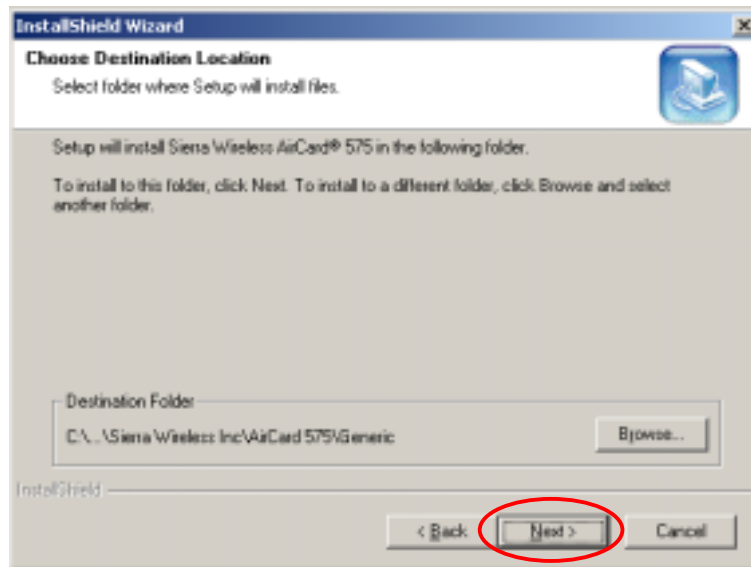 InstallShield Wizard
Choose Destination Location
Select folder where Setup will install files.
Setup will install Sierra Wireless AirCard® 575 in the following folder.
To install to this folder, click Next. To install to a different folder, click Browse and select
another folder.
Destination Folder
C:\...\Sierra Wireless Inc\AirCard 575\Generic
Browse...
InstallShield
< Back
Next >
Cancel